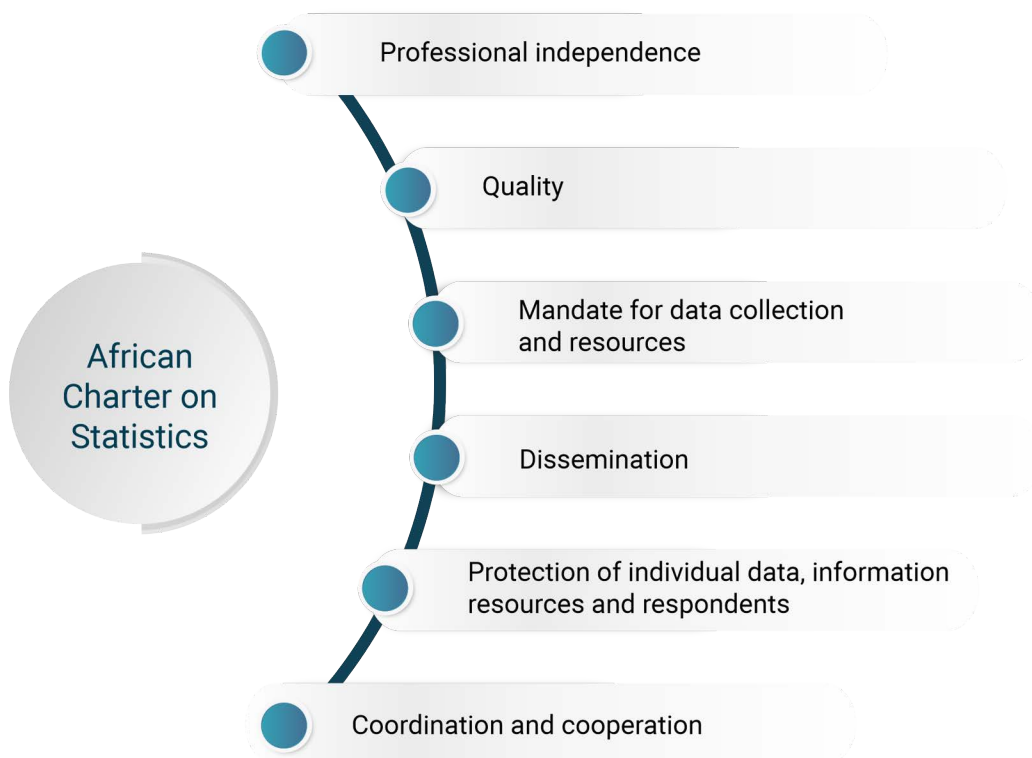 African
Charter on
Statistics
Professional independence
Quality
Mandate for data collection
and resources
Dissemination
Protection of individual data, information
resources and respondents
Coordination and cooperation